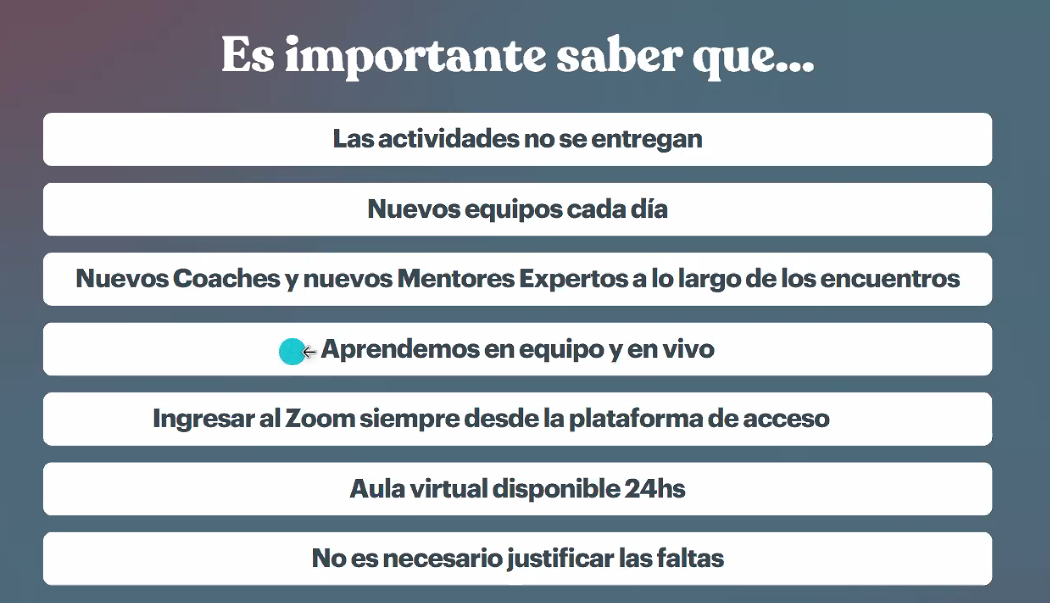 Es importante saber que...
Las actividades no se entregan
Nuevos equipos cada día
Nuevos Coaches y nuevos Mentores Expertos a lo largo de los encuentros
Aprendemos en equipo y en vivo
Ingresar al Zoom siempre desde la plataforma de acceso
Aula virtual disponible 24hs
No es necesario justificar las faltas